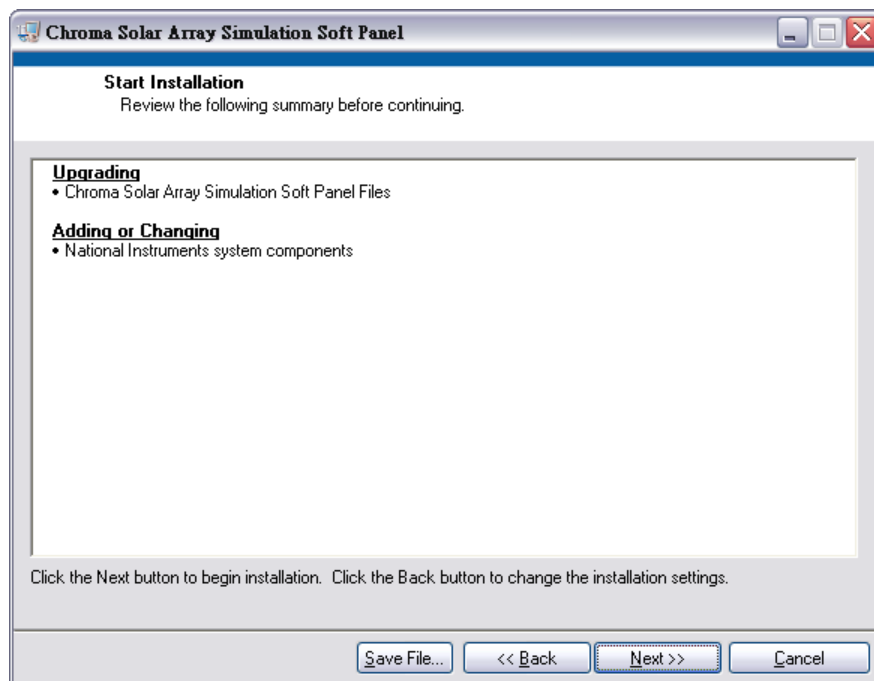 Chroma Solar Array Simulation Soft Panel
Start Installation
Review the following summary before continuing.
Upgrading
• Chroma Solar Array Simulation Soft Panel Files
Adding or Changing
• National Instruments system components
Click the Next button to begin installation.  Click the Back button to change the installation settings.
Save File...
<< Back
Next >>
Cancel